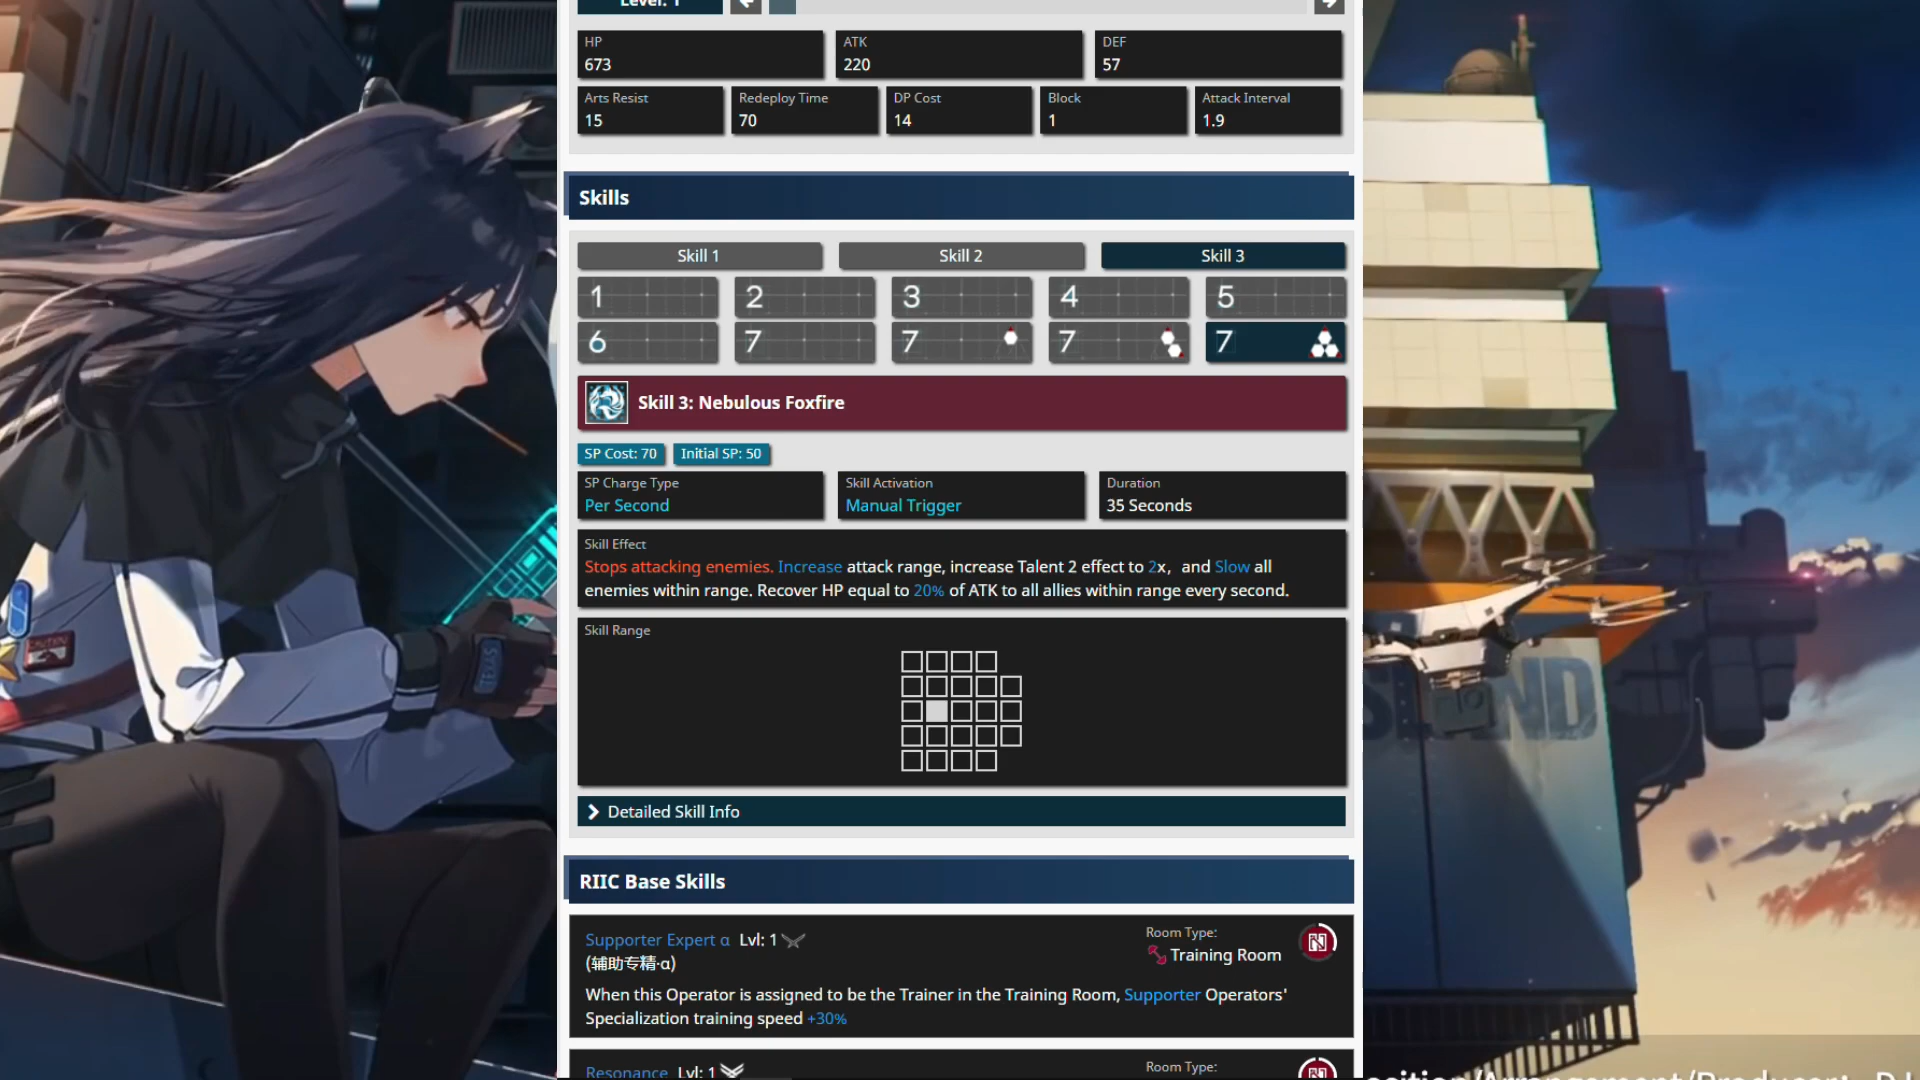 Level: 1
HP
673
ATK
220
DEF
57
Arts Resist
15
Redeploy Time
70
DP Cost
14
Block
1
Attack Interval
1.9
Skills
Skill 1
Skill 2
Skill 3
1
2
3
4
5
6
7
7
7
7
Skill 3: Nebulous Foxfire
SP Cost: 70
Initial SP: 50
SP Charge Type
Per Second
Skill Activation
Manual Trigger
Duration
35 Seconds
Skill Effect
Stops attacking enemies. Increase attack range, increase Talent 2 effect to 2x，and Slow all
enemies within range. Recover HP equal to 20% of ATK to all allies within range every second.
Skill Range
Detailed Skill Info
RIIC Base Skills
Supporter Expert α Lvl: 1
(辅助专精·α)
Room Type:
Training Room
When this Operator is assigned to be the Trainer in the Training Room, Supporter Operators'
Specialization training speed +30%
Resonance Lvl: 1
Room Type:
TEXAS